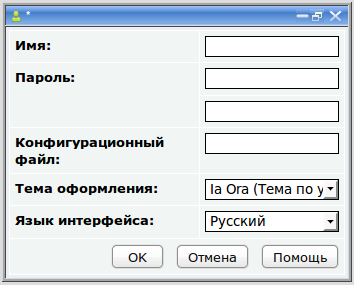 *
Имя:
Пароль:
Конфигурационный
файл:
Тема оформления: Ia Ora (Тема по у
Язык интерфейса: Русский
OK Отмена Помощь